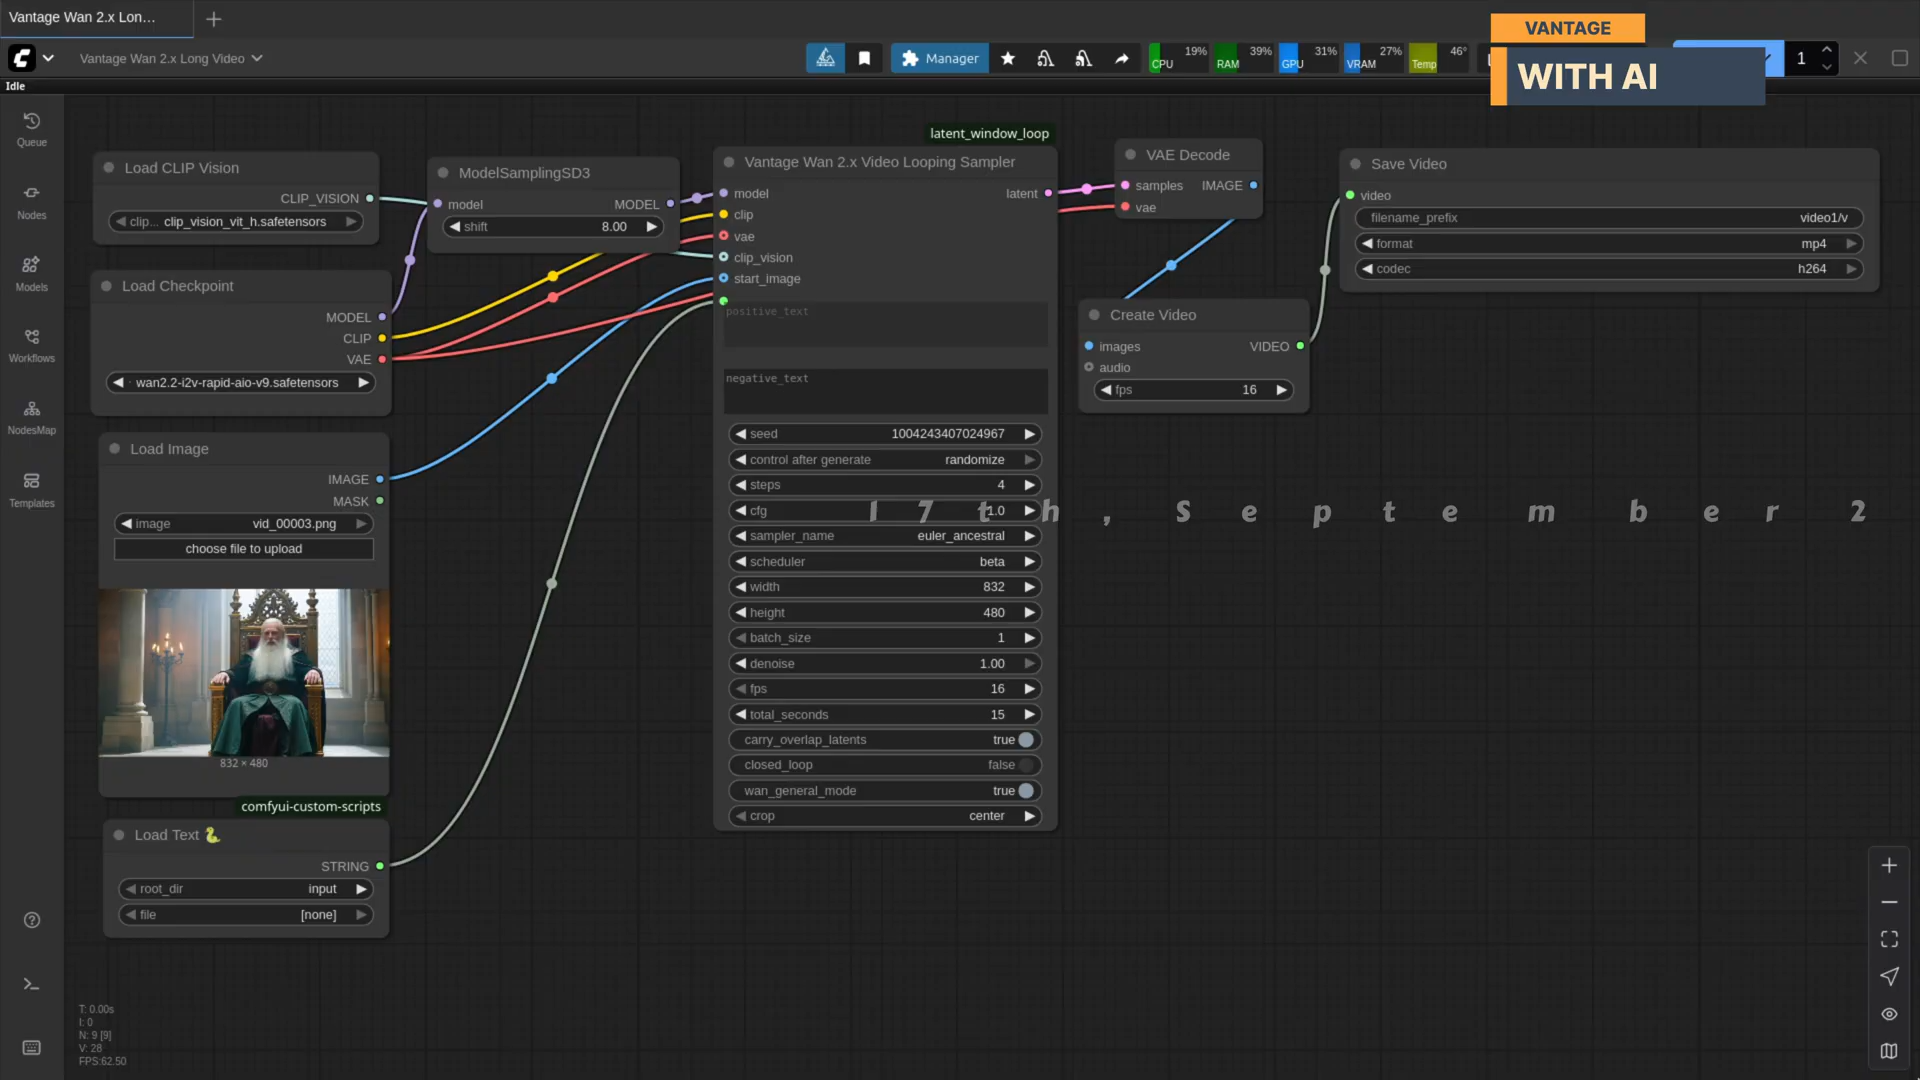 Vantage Wan 2.x Lon...
VANTAGE
WITH AI
Vantage Wan 2.x Long Video
Manager
CPU 19%
RAM 39%
GPU 31%
VRAM 27%
Temp 46°
1
Idle
Queue
Nodes
Models
Workflows
NodesMap
Templates
Load CLIP Vision
CLIP_VISION
clip... clip_vision_vit_h.safetensors
Load Checkpoint
MODEL
CLIP
VAE
wan2.2-i2v-rapid-aio-v9.safetensors
Load Image
IMAGE
MASK
image vid_00003.png
choose file to upload
832 × 480
comfyui-custom-scripts
Load Text
STRING
root_dir input
file [none]
ModelSamplingSD3
model MODEL
shift 8.00
latent_window_loop
Vantage Wan 2.x Video Looping Sampler
model latent
clip
vae
clip_vision
start_image
positive_text
negative_text
seed 1004243407024967
control after generate randomize
steps 4
cfg 1.0
sampler_name euler_ancestral
scheduler beta
width 832
height 480
batch_size 1
denoise 1.00
fps 16
total_seconds 15
carry_overlap_latents true
closed_loop false
wan_general_mode true
crop center
17th, September 2
VAE Decode
samples IMAGE
vae
Create Video
images VIDEO
audio
fps 16
Save Video
video
filename_prefix video1/v
format mp4
codec h264
T: 0.00s
I: 0
N: 9 [9]
V: 28
FPS:62.50